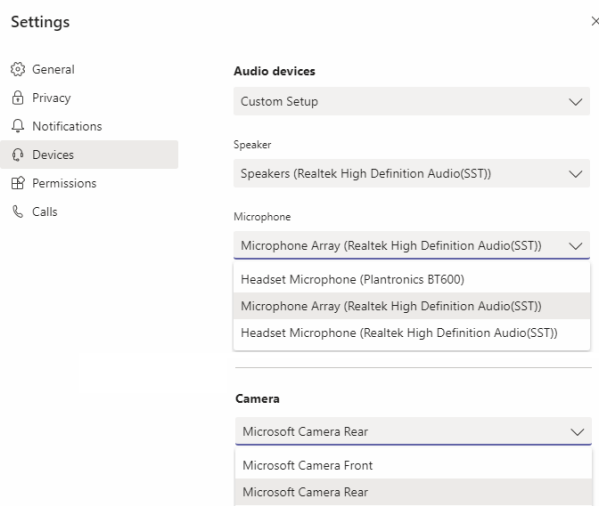 Settings
General
Privacy
Notifications
Devices
Permissions
Calls
Audio devices
Custom Setup
Speaker
Speakers (Realtek High Definition Audio(SST))
Microphone
Microphone Array (Realtek High Definition Audio(SST))
Headset Microphone (Plantronics BT600)
Microphone Array (Realtek High Definition Audio(SST))
Headset Microphone (Realtek High Definition Audio(SST))
Camera
Microsoft Camera Rear
Microsoft Camera Front
Microsoft Camera Rear